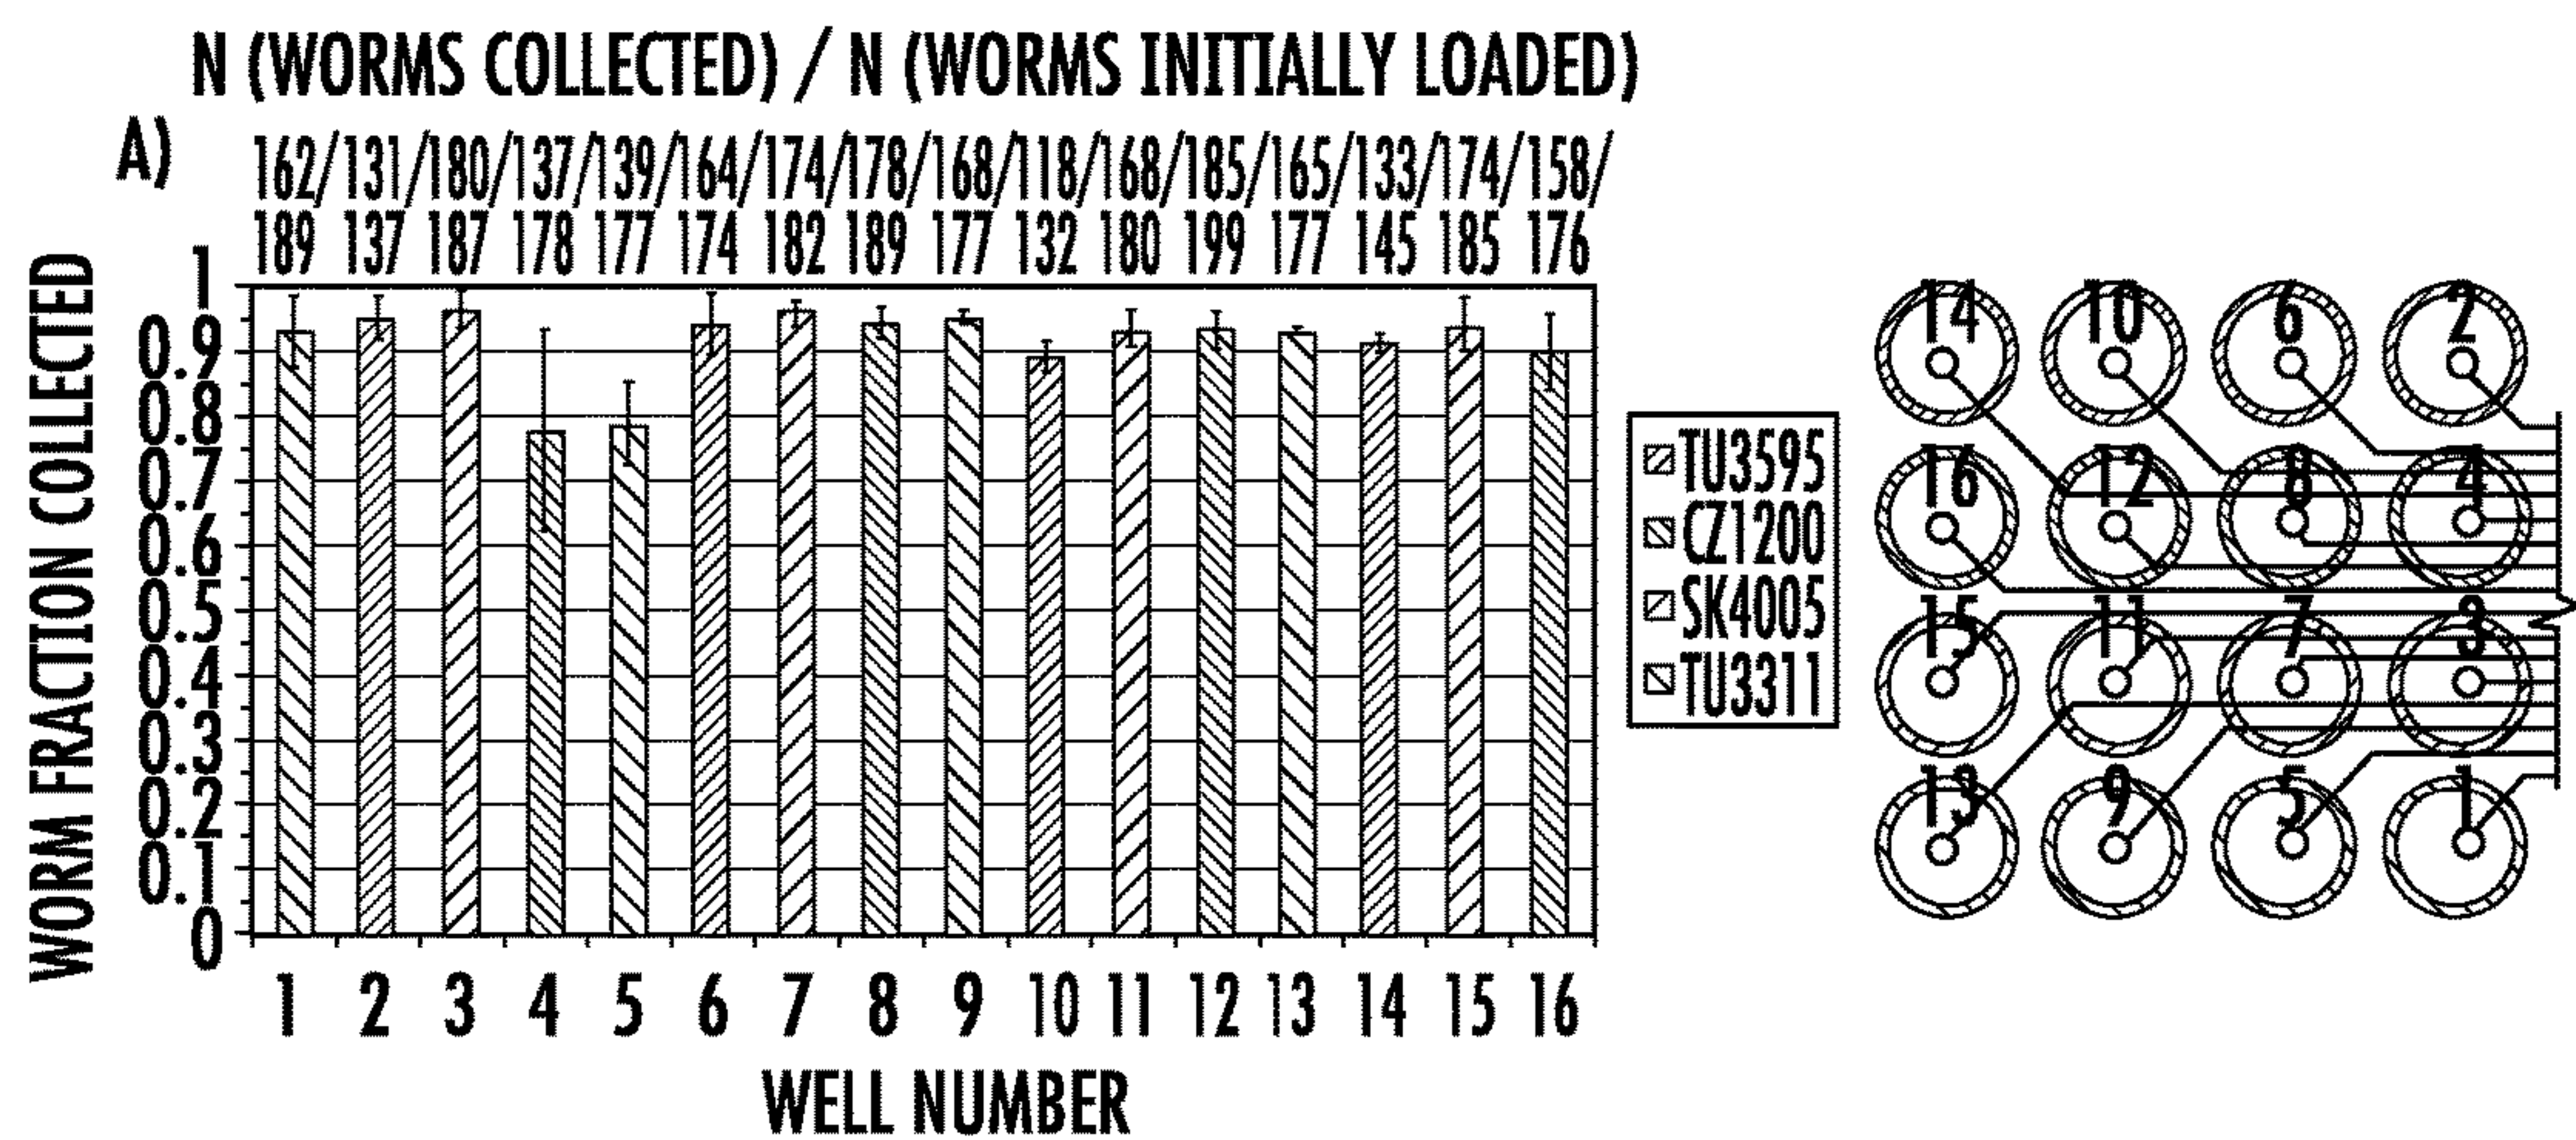 N (WORMS COLLECTED) / N (WORMS INITIALLY LOADED)
A)
162/ 131/ 180/ 137/ 139/ 164/ 174/ 178/ 168/ 118/ 168/ 185/ 165/ 133/ 174/ 158/
189 137 187 178 177 174 182 189 177 132 180 199 177 145 185 176
WORM FRACTION COLLECTED
1
0.9
0.8
0.7
0.6
0.5
0.4
0.3
0.2
0.1
0
1 2 3 4 5 6 7 8 9 10 11 12 13 14 15 16
WELL NUMBER
TU3595
CZ1200
SK4005
TU3311
14 10 6 2
16 12 8 4
15 11 7 3
13 9 5 1